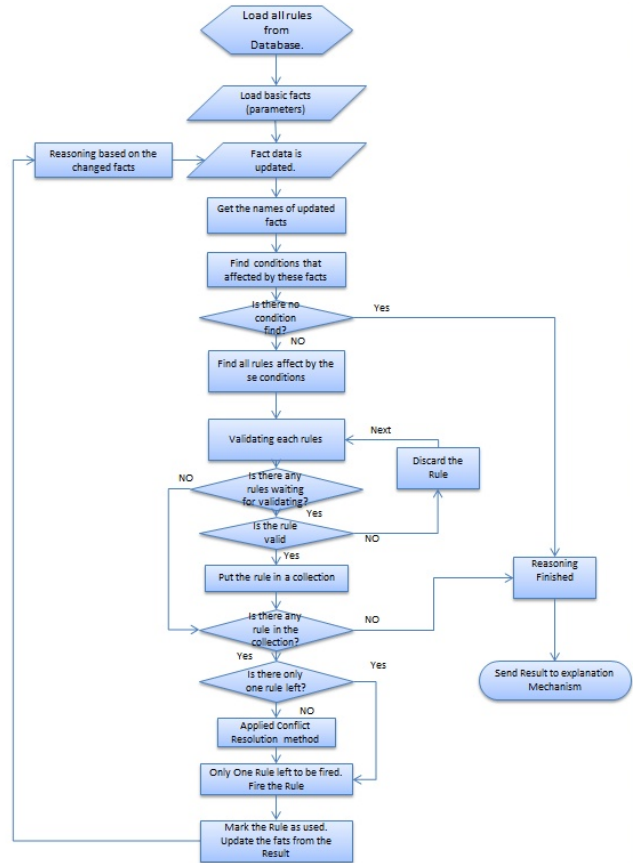 Load all rules
from
Database.
Load basic facts
(parameters)
Reasoning based on the
changed facts
Fact data is
updated.
Get the names of updated
facts
Find conditions that
affected by these facts
Is there no
condition
find?
Yes
NO
Find all rules affect by the
se conditions
Validating each rules
Next
Discard the
Rule
NO
Is there any
rules waiting
for validating?
Yes
Is the rule
valid
NO
Yes
Put the rule in a collection
Reasoning
Finished
Is there any
rule in the
collection?
NO
Yes
Is there only
one rule left?
Yes
Send Result to explanation
Mechanism
NO
Applied Conflict
Resolution method
Only One Rule left to be fired.
Fire the Rule
Mark the Rule as used.
Update the fats from the
Result